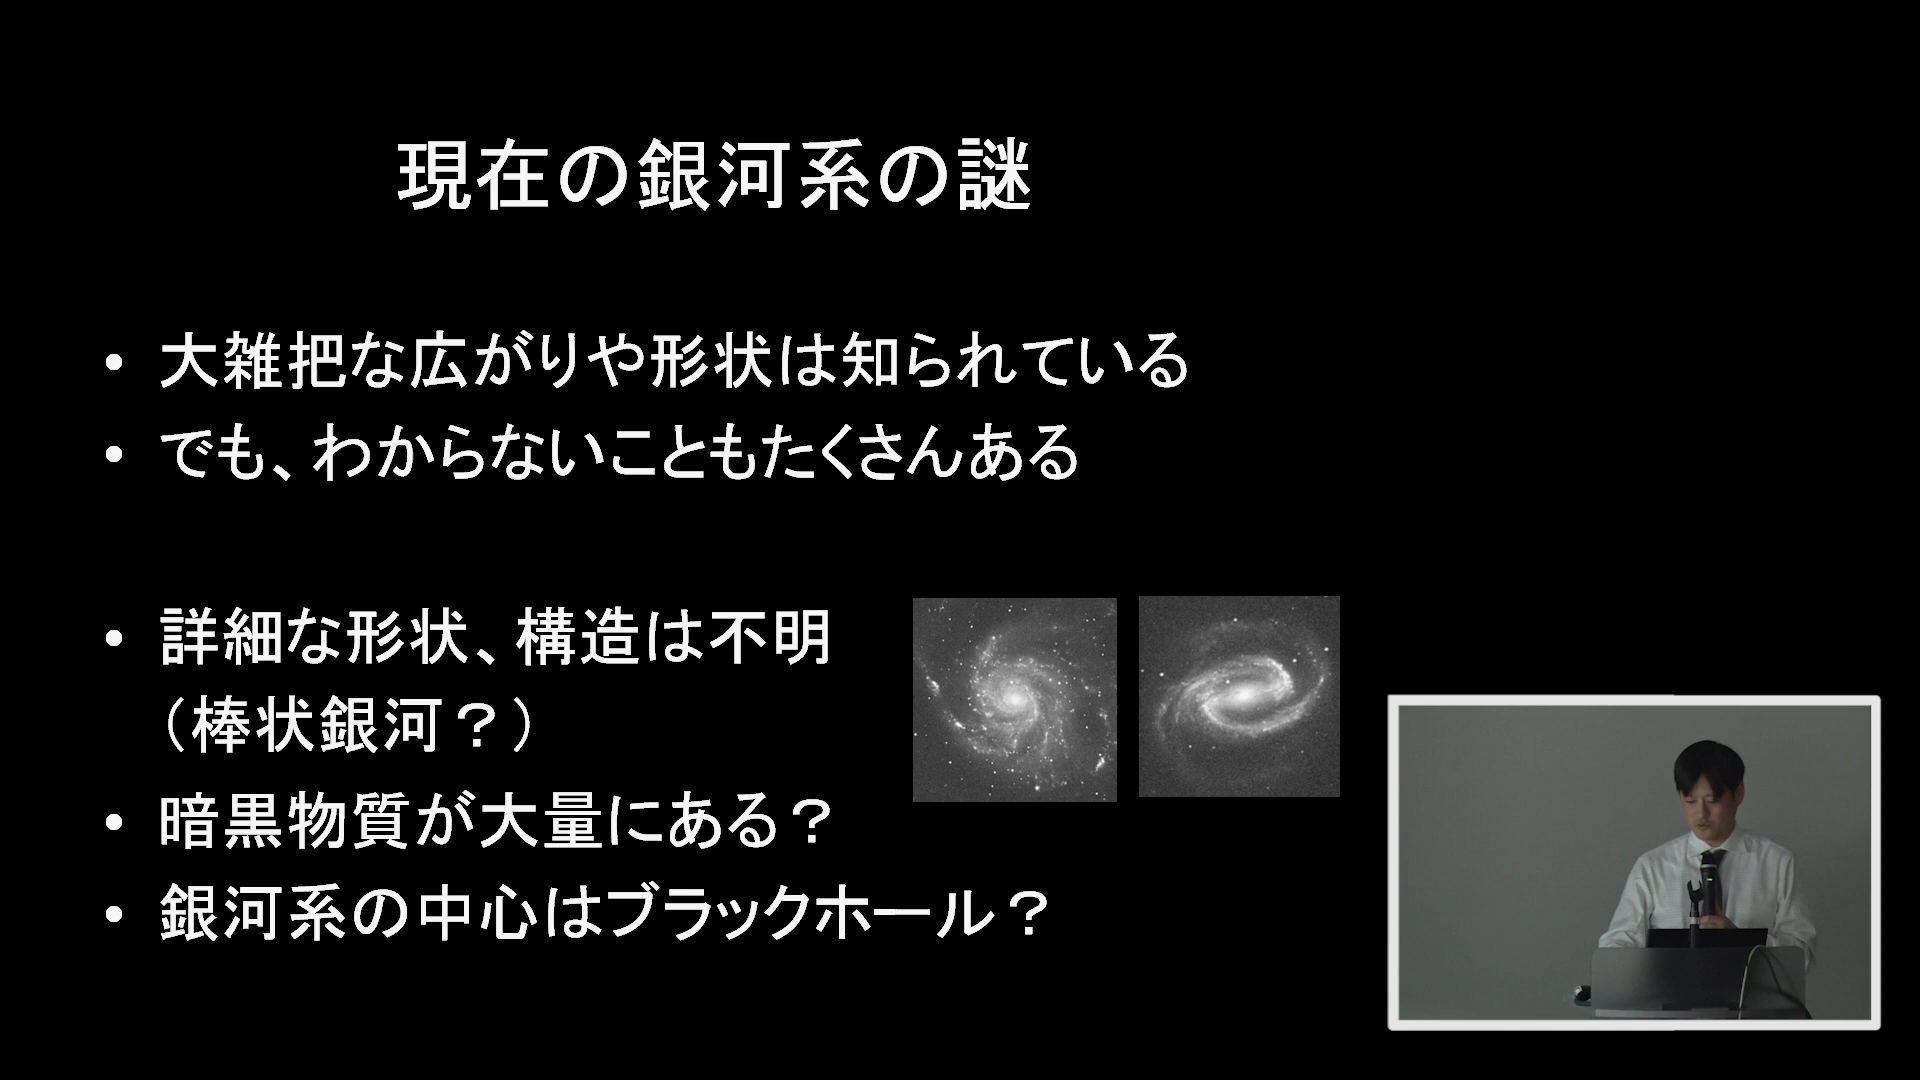 現在の銀河系の謎
• 大雑把な広がりや形状は知られている
• でも、わからないこともたくさんある
• 詳細な形状、構造は不明
（棒状銀河？）
• 暗黒物質が大量にある？
• 銀河系の中心はブラックホール？